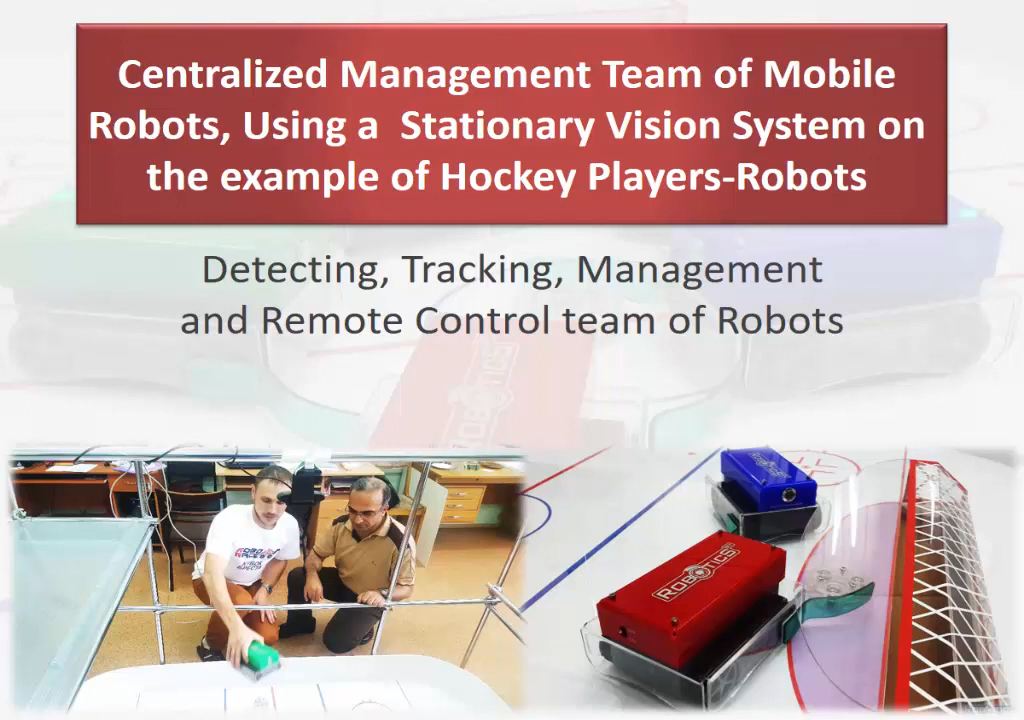 Centralized Management Team of Mobile
Robots, Using a  Stationary Vision System on
the example of Hockey Players-Robots
Detecting, Tracking, Management
and Remote Control team of Robots
ROBOTICS
ROBOTICS
ROBOTICS